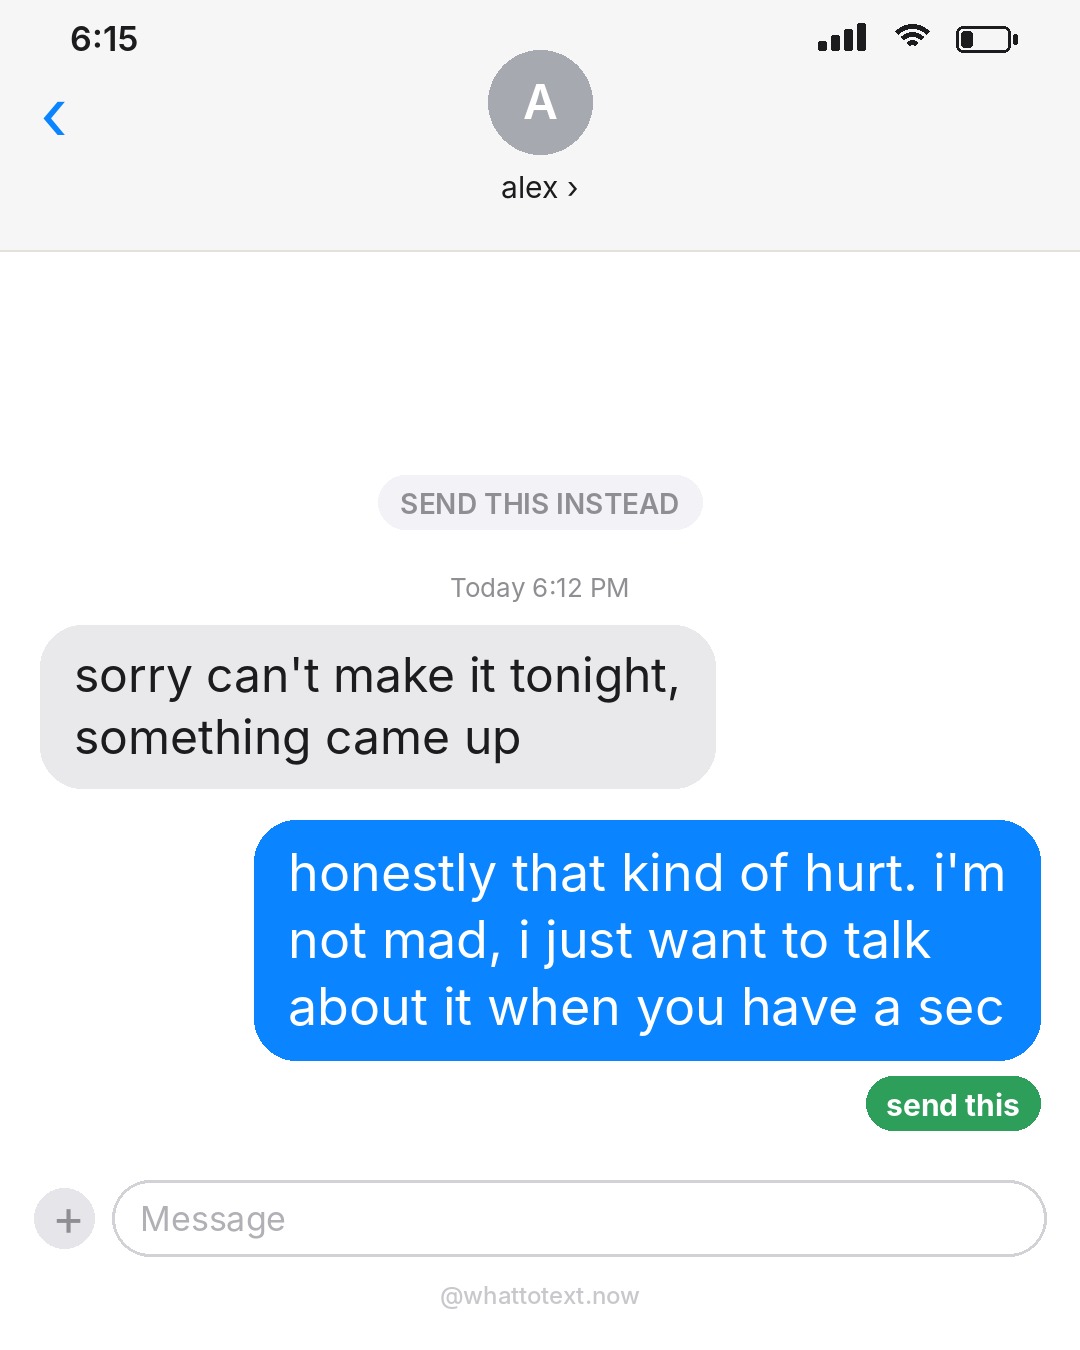 6:15
A
alex ›
SEND THIS INSTEAD
Today 6:12 PM
sorry can't make it tonight,
something came up
honestly that kind of hurt. i'm
not mad, i just want to talk
about it when you have a sec
send this
+ Message
@whattotext.now